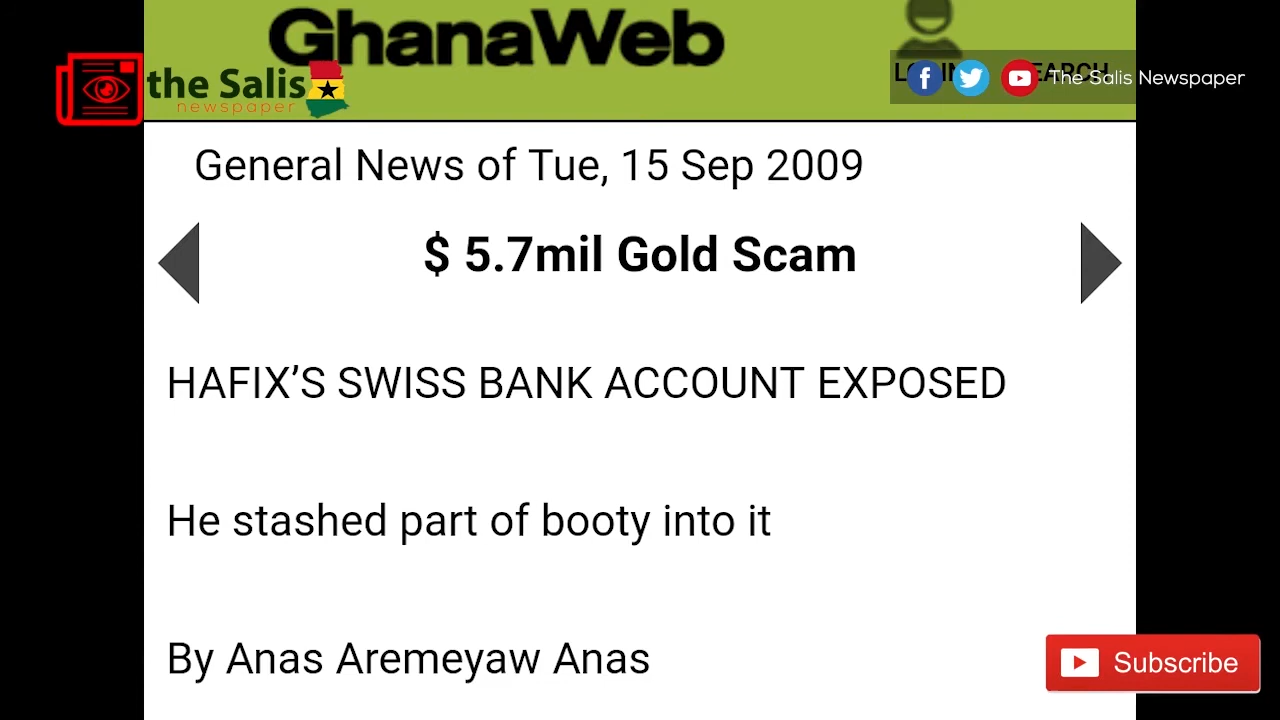 GhanaWeb
the Salis
newspaper
The Salis Newspaper
General News of Tue, 15 Sep 2009
$ 5.7mil Gold Scam
HAFIX’S SWISS BANK ACCOUNT EXPOSED
He stashed part of booty into it
By Anas Aremeyaw Anas
Subscribe